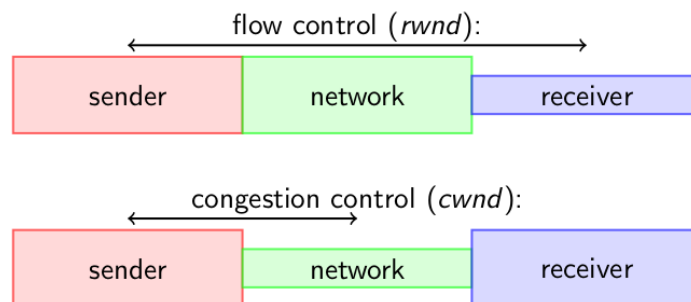 flow control (rwnd):
sender network receiver
congestion control (cwnd):
sender network receiver